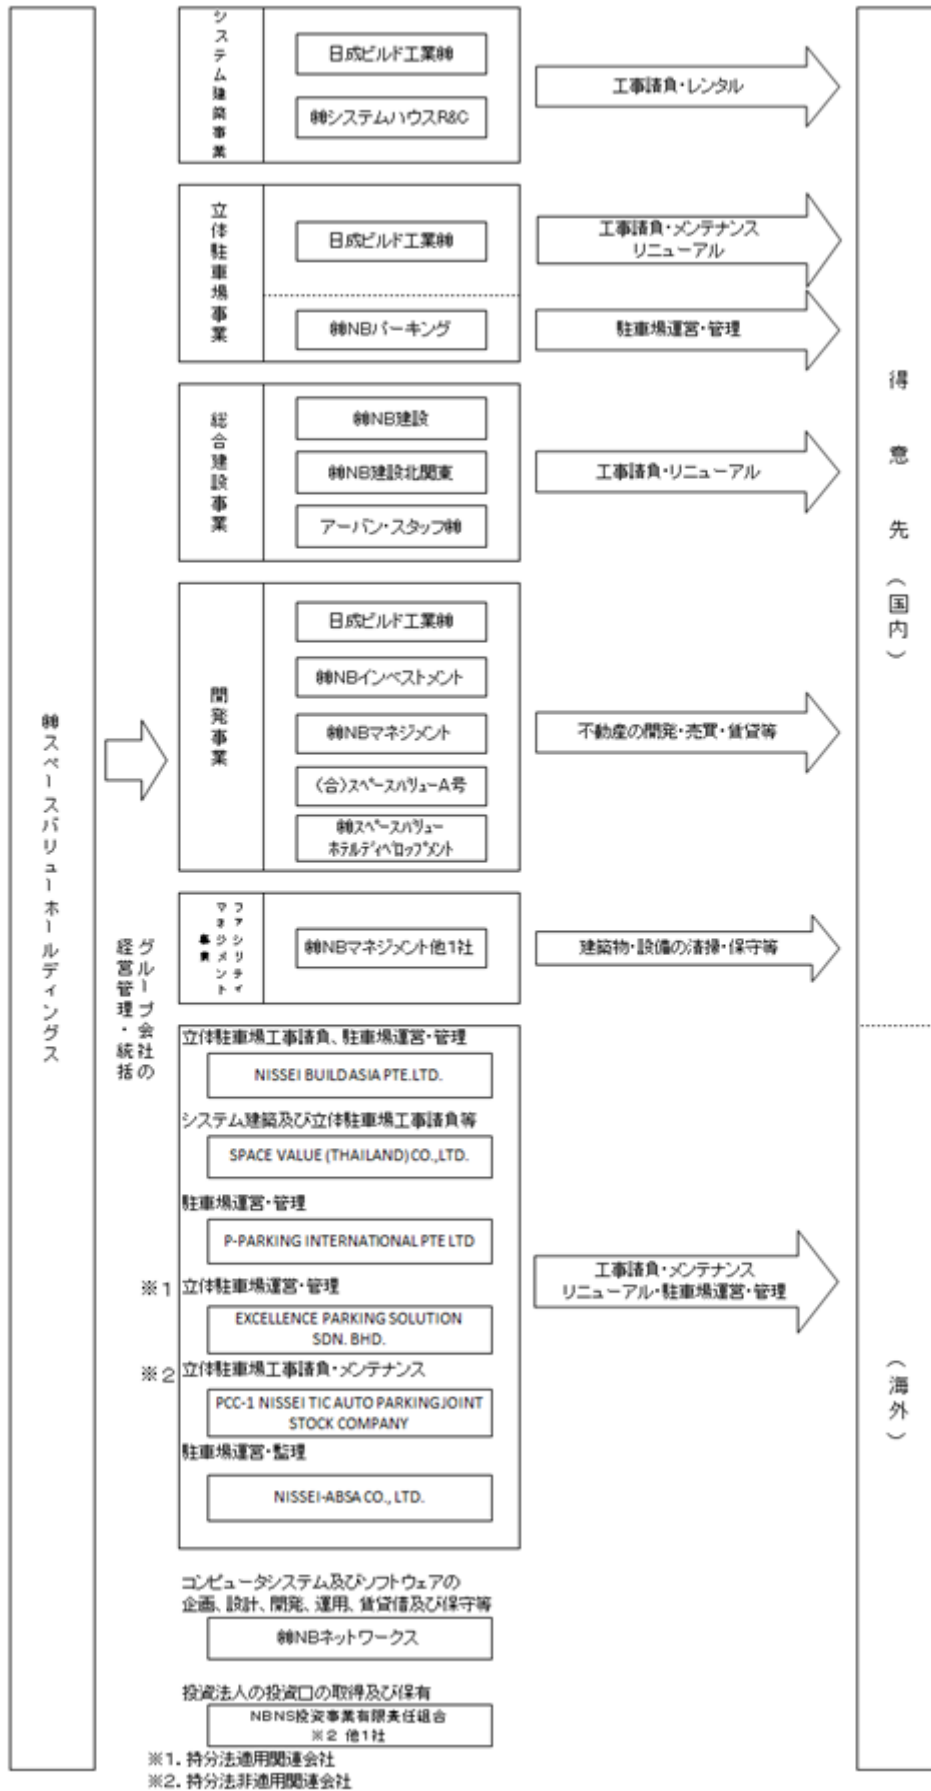 ㈱スペースバリューホールディングス
グループ会社の
経営管理・統括
システム建築事業
日成ビルド工業㈱
㈱システムハウスR&C
工事請負・レンタル
立体駐車場事業
日成ビルド工業㈱
工事請負・メンテナンス
リニューアル
㈱NBパーキング
駐車場運営・管理
総合建設事業
㈱NB建設
㈱NB建設北関東
アーバン・スタッフ㈱
工事請負・リニューアル
開発事業
日成ビルド工業㈱
㈱NBインベストメント
㈱NBマネジメント
(合)スペースバリューA号
㈱スペースバリュー
ホテルディベロップメント
不動産の開発・売買・賃貸等
ファシリティ
マネジメント
事業
㈱NBマネジメント他1社
建築物・設備の清掃・保守等
立体駐車場工事請負、駐車場運営・管理
NISSEI BUILD ASIA PTE.LTD.
システム建築及び立体駐車場工事請負等
SPACE VALUE (THAILAND) CO.,LTD.
駐車場運営・管理
P-PARKING INTERNATIONAL PTE LTD
※1 立体駐車場運営・管理
EXCELLENCE PARKING SOLUTION
SDN. BHD.
※2 立体駐車場工事請負・メンテナンス
PCC-1 NISSEI TIC AUTO PARKING JOINT
STOCK COMPANY
駐車場運営・監理
NISSEI-ABSA CO., LTD.
工事請負・メンテナンス
リニューアル・駐車場運営・管理
得意先(国内)
(海外)
コンピュータシステム及びソフトウェアの
企画、設計、開発、運用、賃貸借及び保守等
㈱NBネットワークス
投資法人の投資口の取得及び保有
NBNS投資事業有限責任組合
※2 他1社
※1. 持分法適用関連会社
※2. 持分法非適用関連会社